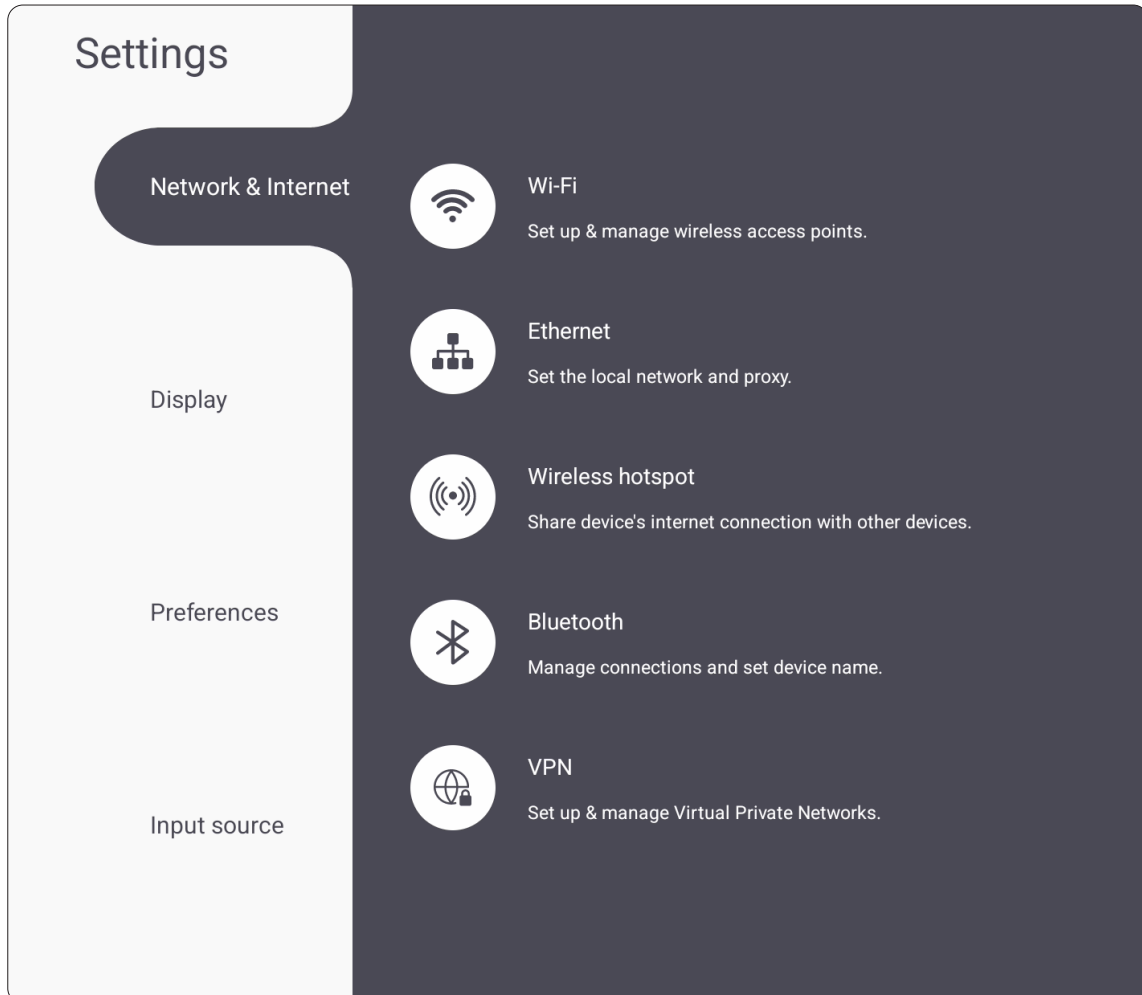 Settings
Network & Internet
Display
Preferences
Input source
Wi-Fi
Set up & manage wireless access points.
Ethernet
Set the local network and proxy.
Wireless hotspot
Share device's internet connection with other devices.
Bluetooth
Manage connections and set device name.
VPN
Set up & manage Virtual Private Networks.